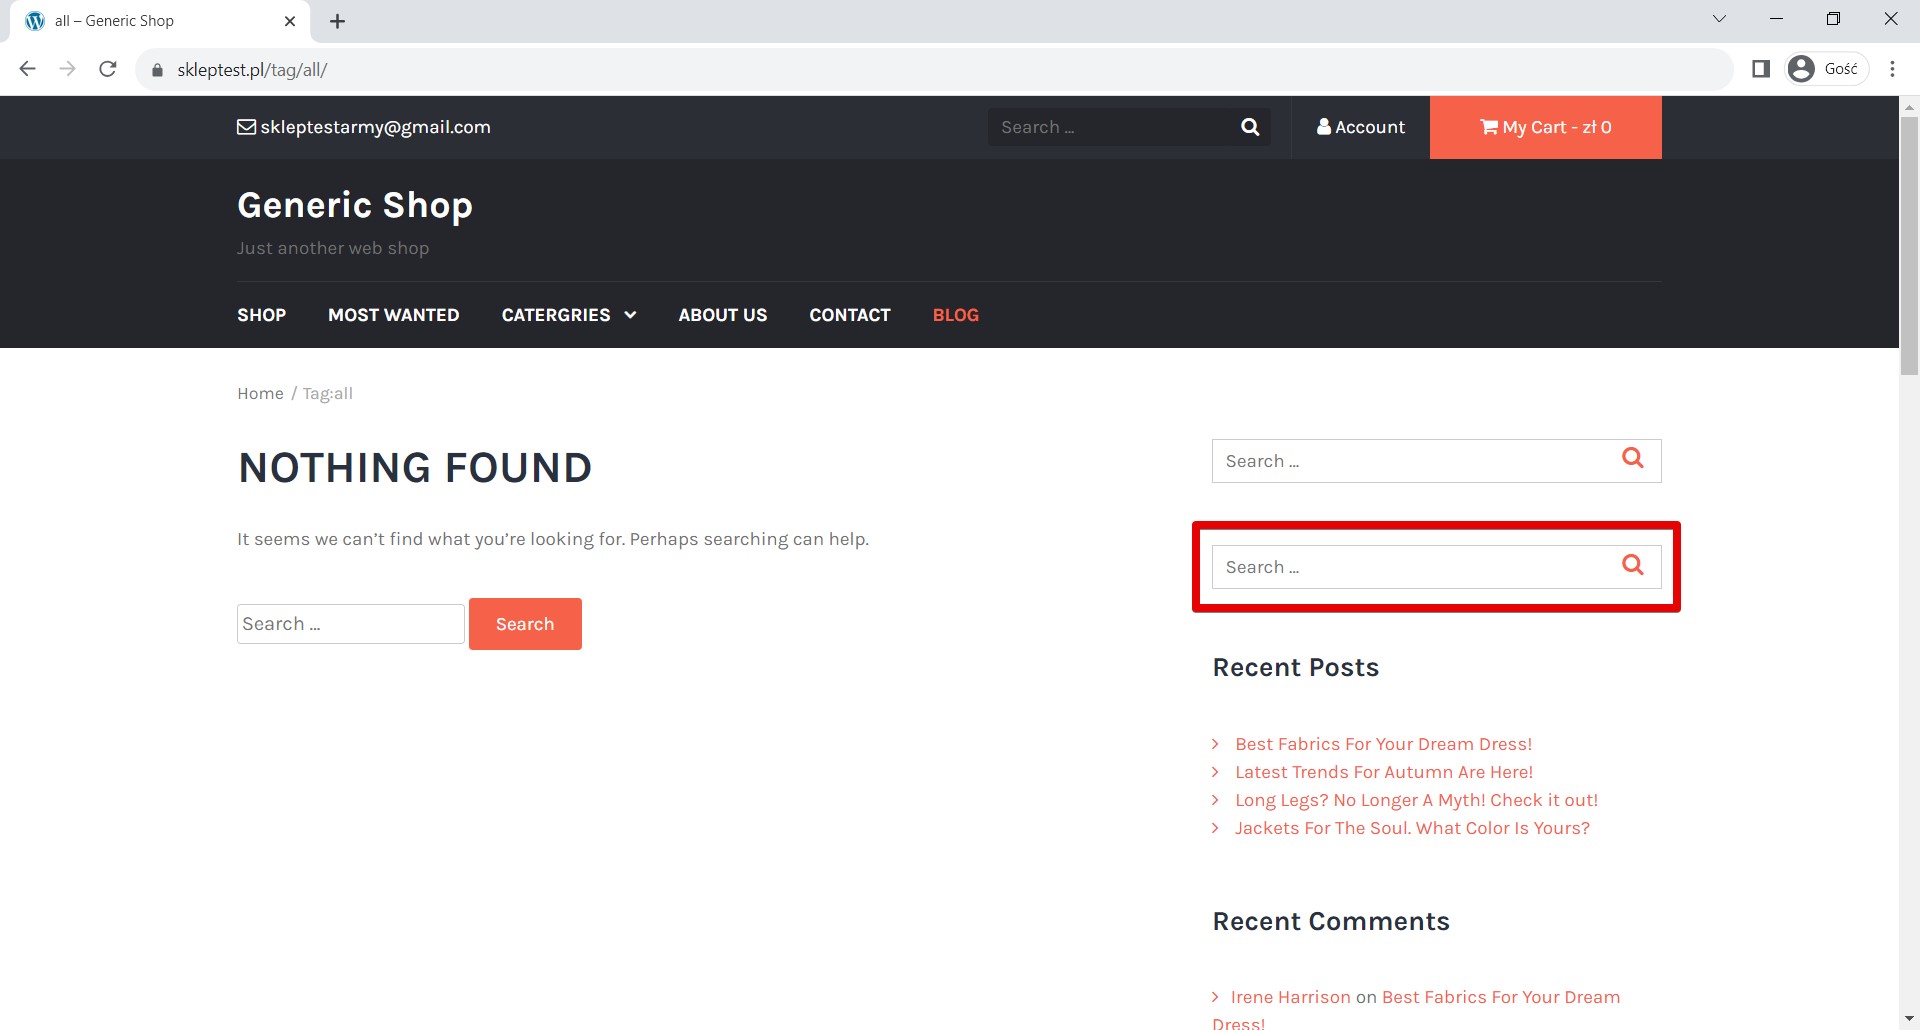 all – Generic Shop
skleptest.pl/tag/all/
Gość
skleptestarmy@gmail.com
Search ...
Account
My Cart - zł 0
Generic Shop
Just another web shop
SHOP
MOST WANTED
CATERGRIES
ABOUT US
CONTACT
BLOG
Home / Tag:all
NOTHING FOUND
It seems we can’t find what you’re looking for. Perhaps searching can help.
Search ...
Search
Search ...
Search ...
Recent Posts
Best Fabrics For Your Dream Dress!
Latest Trends For Autumn Are Here!
Long Legs? No Longer A Myth! Check it out!
Jackets For The Soul. What Color Is Yours?
Recent Comments
Irene Harrison on Best Fabrics For Your Dream
Dress!